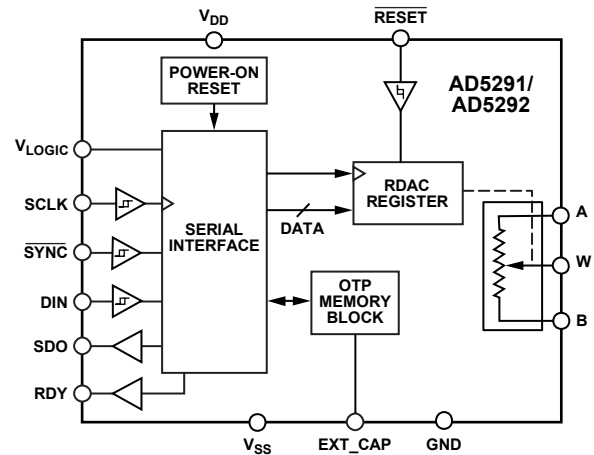 VDD
RESET
POWER-ON
RESET
AD5291/
AD5292
VLOGIC
SCLK
SYNC
DIN
SDO
RDY
SERIAL
INTERFACE
DATA
RDAC
REGISTER
OTP
MEMORY
BLOCK
A
W
B
VSS
EXT_CAP
GND